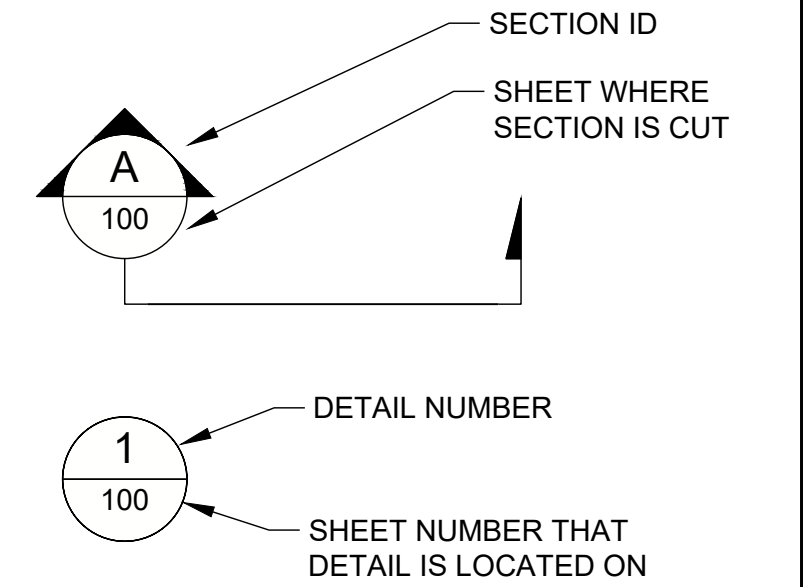 SECTION ID
SHEET WHERE
SECTION IS CUT
A
100
DETAIL NUMBER
1
100
SHEET NUMBER THAT
DETAIL IS LOCATED ON